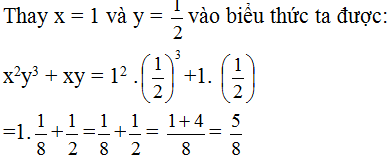 Thay x = 1 và y = 1/2 vào biểu thức ta được:
x²y³ + xy = 1² .(1/2)³ +1. (1/2)
=1.1/8+1/2=1/8+1/2= 1+4/8= 5/8